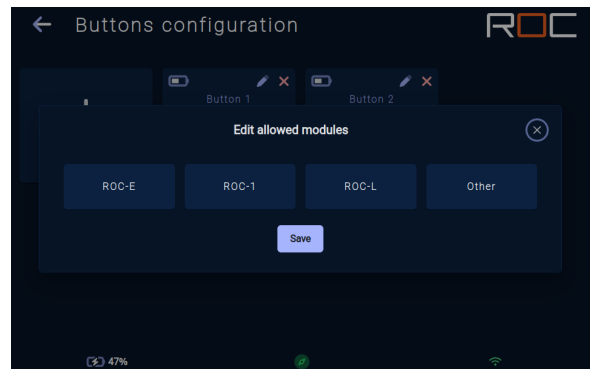 Buttons configuration
ROC
Button 1
Button 2
Edit allowed modules
ROC-E
ROC-1
ROC-L
Other
Save
47%